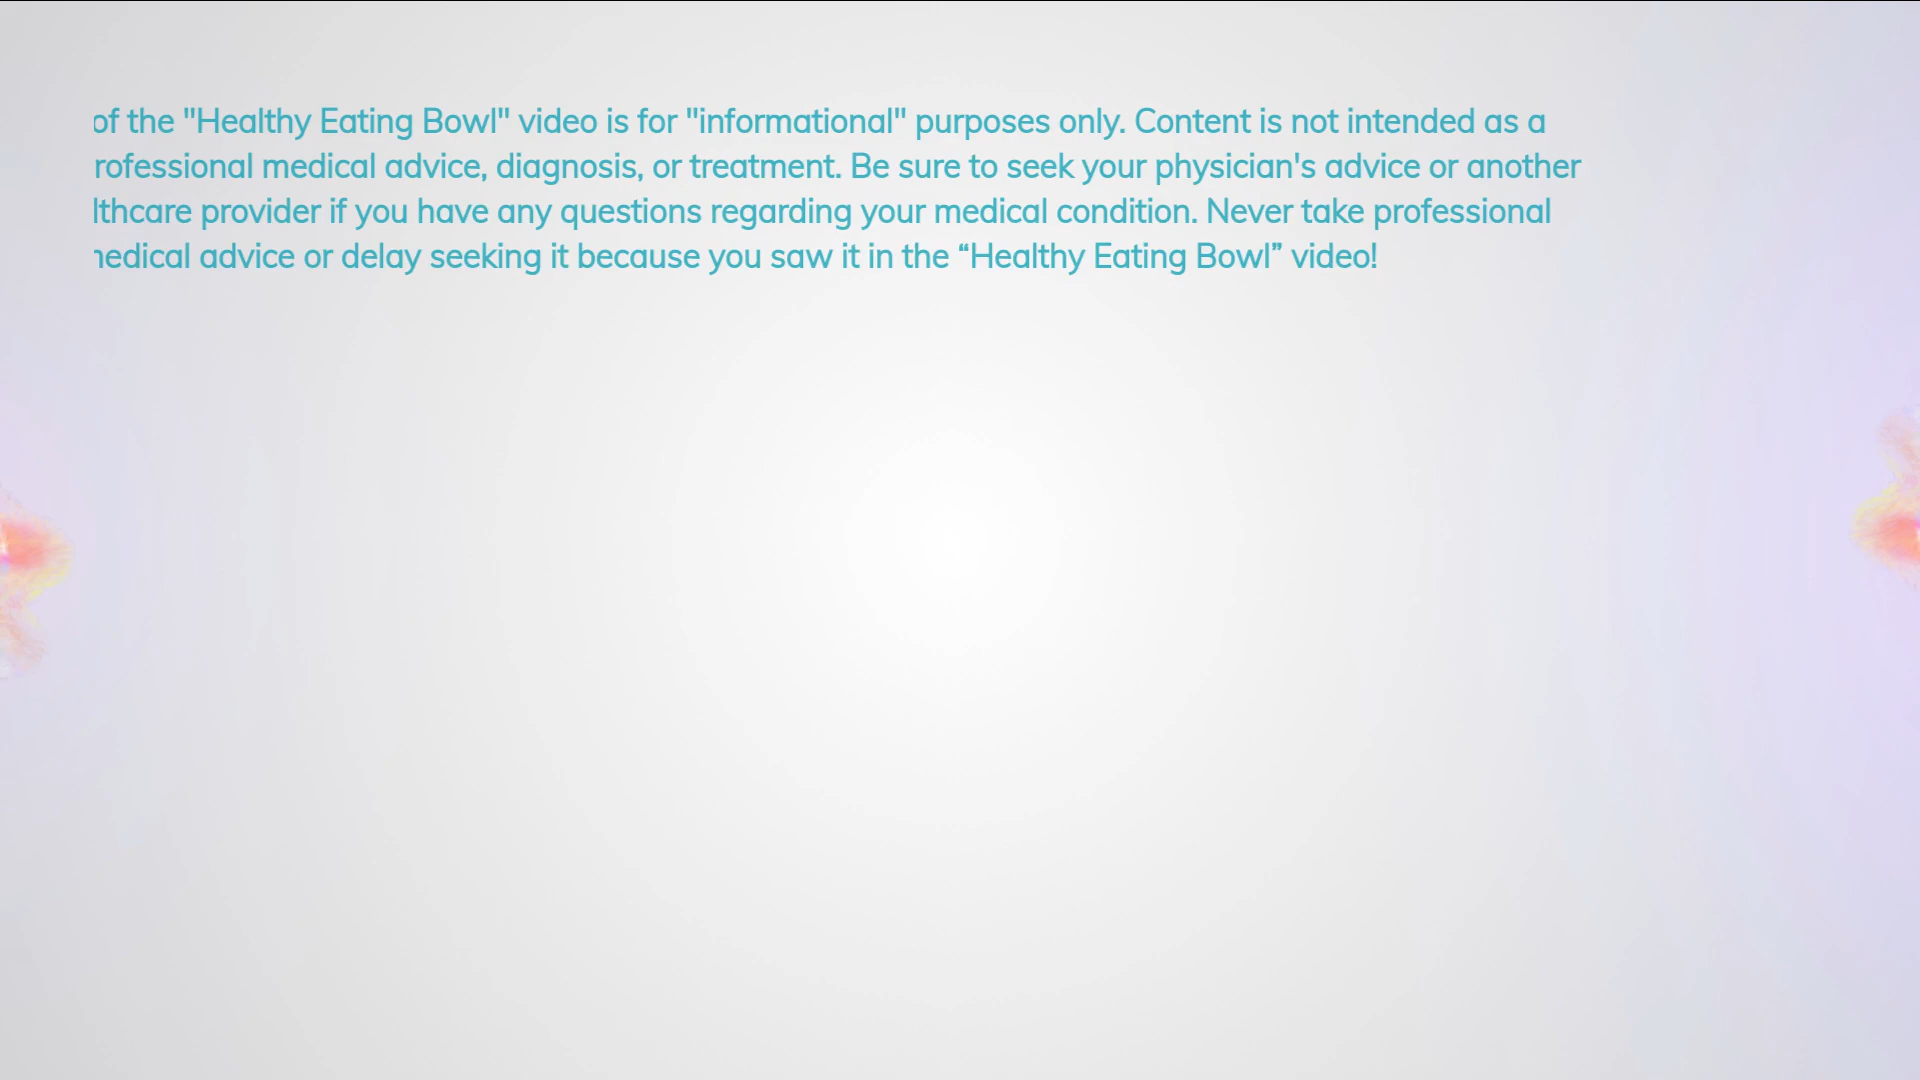 of the "Healthy Eating Bowl" video is for "informational" purposes only. Content is not intended as a
rofessional medical advice, diagnosis, or treatment. Be sure to seek your physician's advice or another
lthcare provider if you have any questions regarding your medical condition. Never take professional
edical advice or delay seeking it because you saw it in the “Healthy Eating Bowl” video!